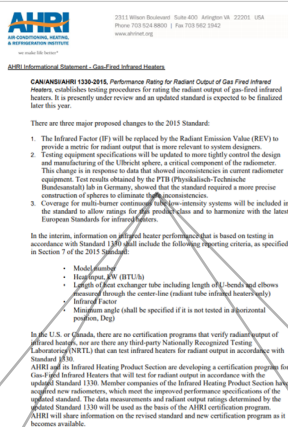 AHRI
AIR CONDITIONING, HEATING,
& REFRIGERATION INSTITUTE
we make life better®
2311 Wilson Boulevard Suite 400 Arlington VA 22201 USA
Phone 703 524 8800 | Fax 703 562 1942
www.ahrinet.org
AHRI Informational Statement - Gas-Fired Infrared Heaters
CAN/ANSI/AHRI 1330-2015, Performance Rating for Radiant Output of Gas Fired Infrared
Heaters, establishes testing procedures for rating the radiant output of gas-fired infrared
heaters. It is presently under review and an updated standard is expected to be finalized
later this year.
There are three major proposed changes to the 2015 Standard:
1. The Infrared Factor (IF) will be replaced by the Radiant Emission Value (REV) to
provide a metric for radiant output that is more relevant to system designers.
2. Testing equipment specifications will be updated to more tightly control the design
and manufacturing of the Ulbricht sphere, a critical component of the radiometer.
This change is in reaction to data that showed inconsistencies in current radiometer
equipment. Test results obtained by the PTB (Physikalisch-Technische
Bundesanstalt) lab in Germany, showed that the standard required a more precise
construction of spheres to eliminate these inconsistencies.
3. Coverage for multi-burner continuous tube low-intensity systems will be included in
the standard to allow ratings for this product class and to harmonize with the latest
European Standards for infrared heaters.
In the interim, information on infrared heater performance that is based on testing in
accordance with Standard 1330 shall include the following reporting criteria, as specified
in Section 7 of the 2015 Standard:
• Model number
• Heat input, kW (BTU/h)
• Length of heat exchanger tube including length of U-bends and elbows
measured through the center-line (radiant tube infrared heaters only)
• Infrared Factor
• Minimum angle (shall be specified if it is not tested in a horizontal
position, Deg)
In the U.S. or Canada, there are no certification programs that verify radiant output of
infrared heaters, nor are there any third-party Nationally Recognized Testing
Laboratories (NRTL) that can test infrared heaters for radiant output in accordance with
Standard 1330.
AHRI and its Infrared Heating Product Section are developing a certification program for
Gas-Fired Infrared Heaters that will test for radiant output in accordance with the
updated Standard 1330. Member companies of the Infrared Heating Product Section have
acquired new radiometers, which meet the improved performance specifications of the
updated standard. The data measurements and radiant output ratings determined by the
updated Standard 1330 will be used as the basis of the AHRI certification program.
AHRI will share information on the revised standard and new certification program as it
becomes available.